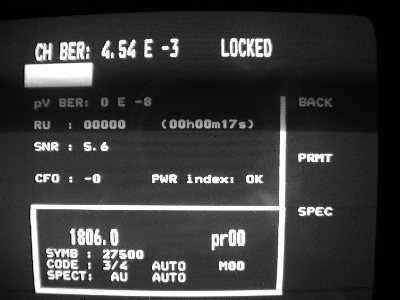 CH BER: 4.54 E -3 LOCKED
pV BER: 0 E -8 BACK
RU : 00000 (00h00m17s)
SNR : 5.6
PRMT
CFO : -0 PWR index: OK
SPEC
1806.0 pr00
SYMB : 27500
CODE : 3/4 AUTO M00
SPECT: AU AUTO